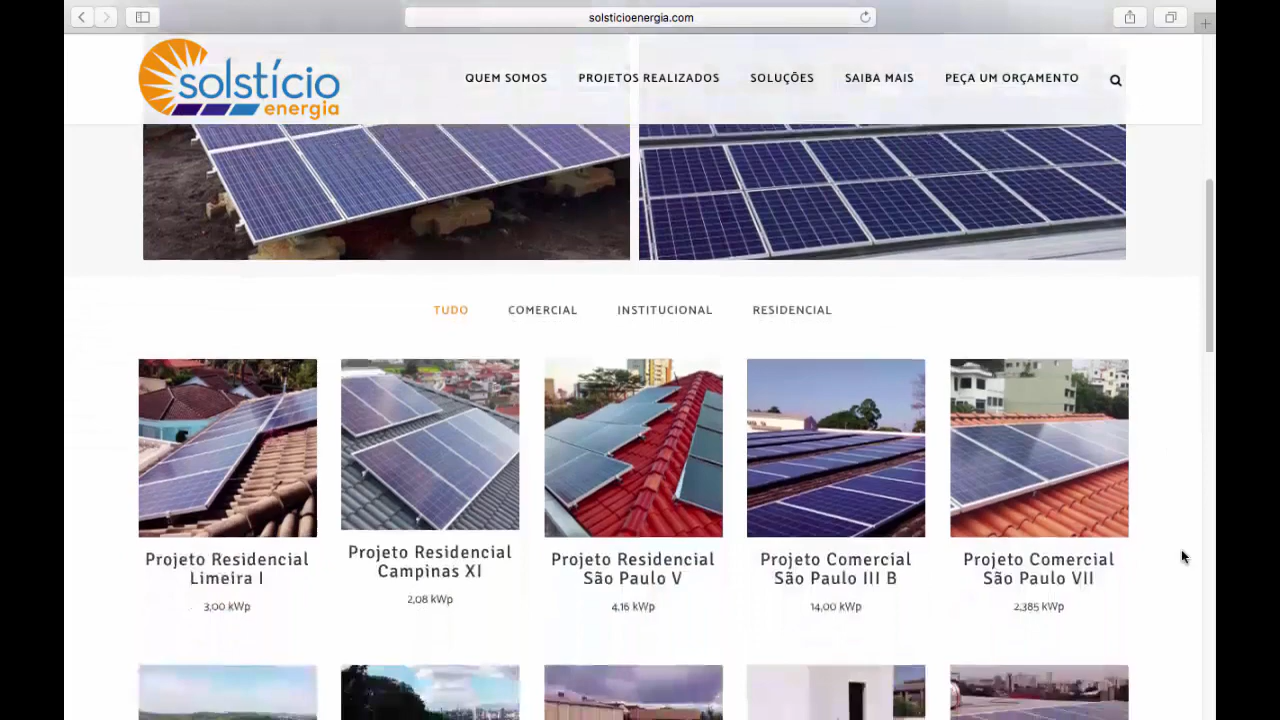 solsticioenergia.com
solstício
energia
QUEM SOMOS
PROJETOS REALIZADOS
SOLUÇÕES
SAIBA MAIS
PEÇA UM ORÇAMENTO
TUDO
COMERCIAL
INSTITUCIONAL
RESIDENCIAL
Projeto Residencial
Limeira I
3,00 kWp
Projeto Residencial
Campinas XI
2,08 kWp
Projeto Residencial
São Paulo V
4,16 kWp
Projeto Comercial
São Paulo III B
14,00 kWp
Projeto Comercial
São Paulo VII
2,385 kWp